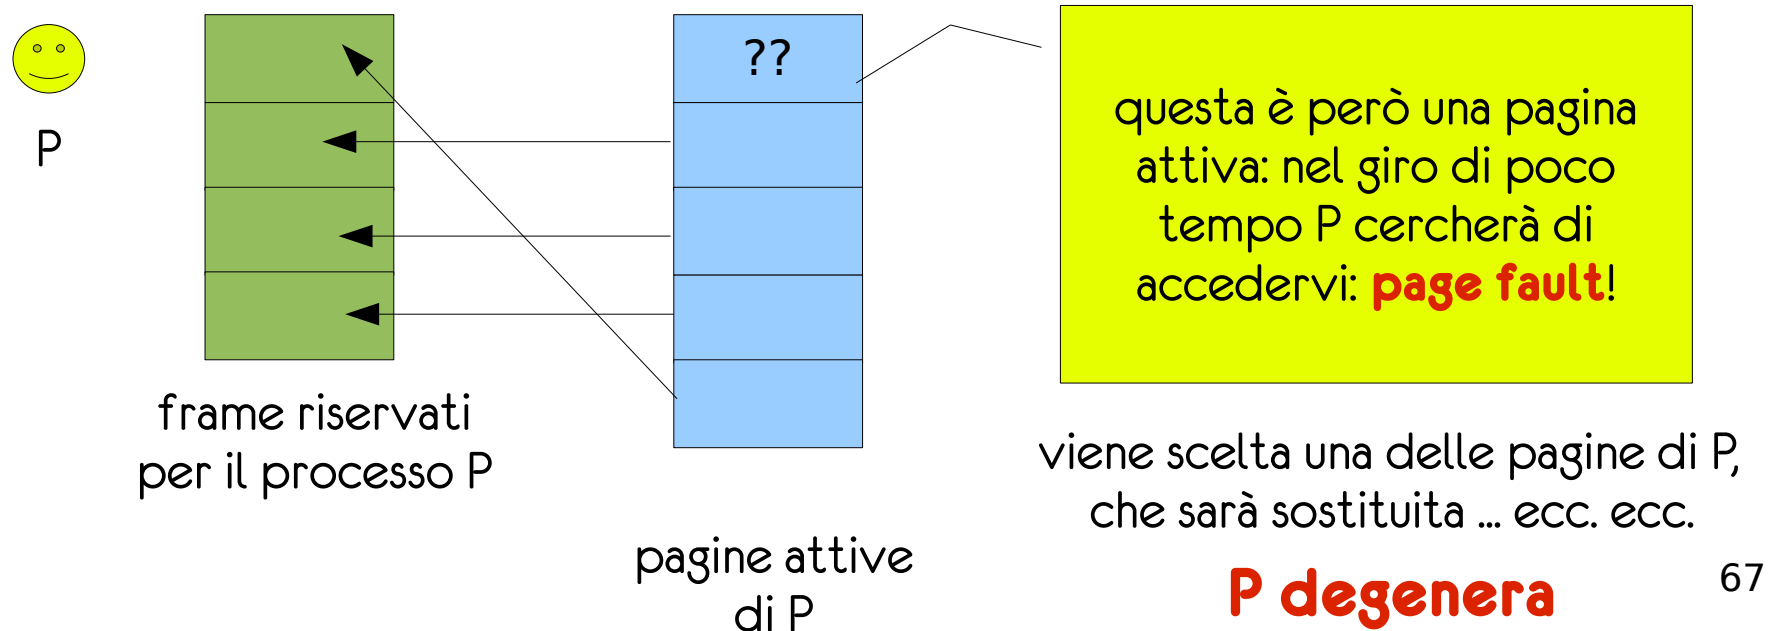 P
frame riservati
per il processo P
??
pagine attive
di P
questa è però una pagina
attiva: nel giro di poco
tempo P cercherà di
accedervi: page fault!
viene scelta una delle pagine di P,
che sarà sostituita ... ecc. ecc.
P degenera
67